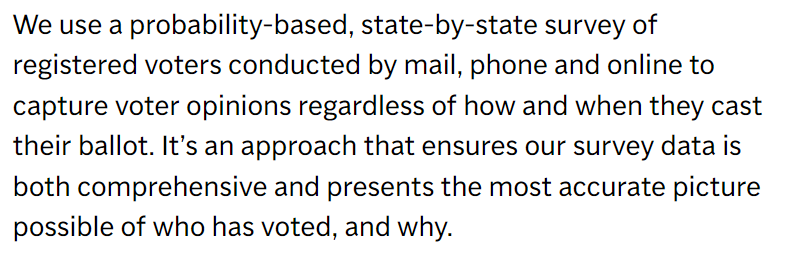 We use a probability-based, state-by-state survey of
registered voters conducted by mail, phone and online to
capture voter opinions regardless of how and when they cast
their ballot. It’s an approach that ensures our survey data is
both comprehensive and presents the most accurate picture
possible of who has voted, and why.